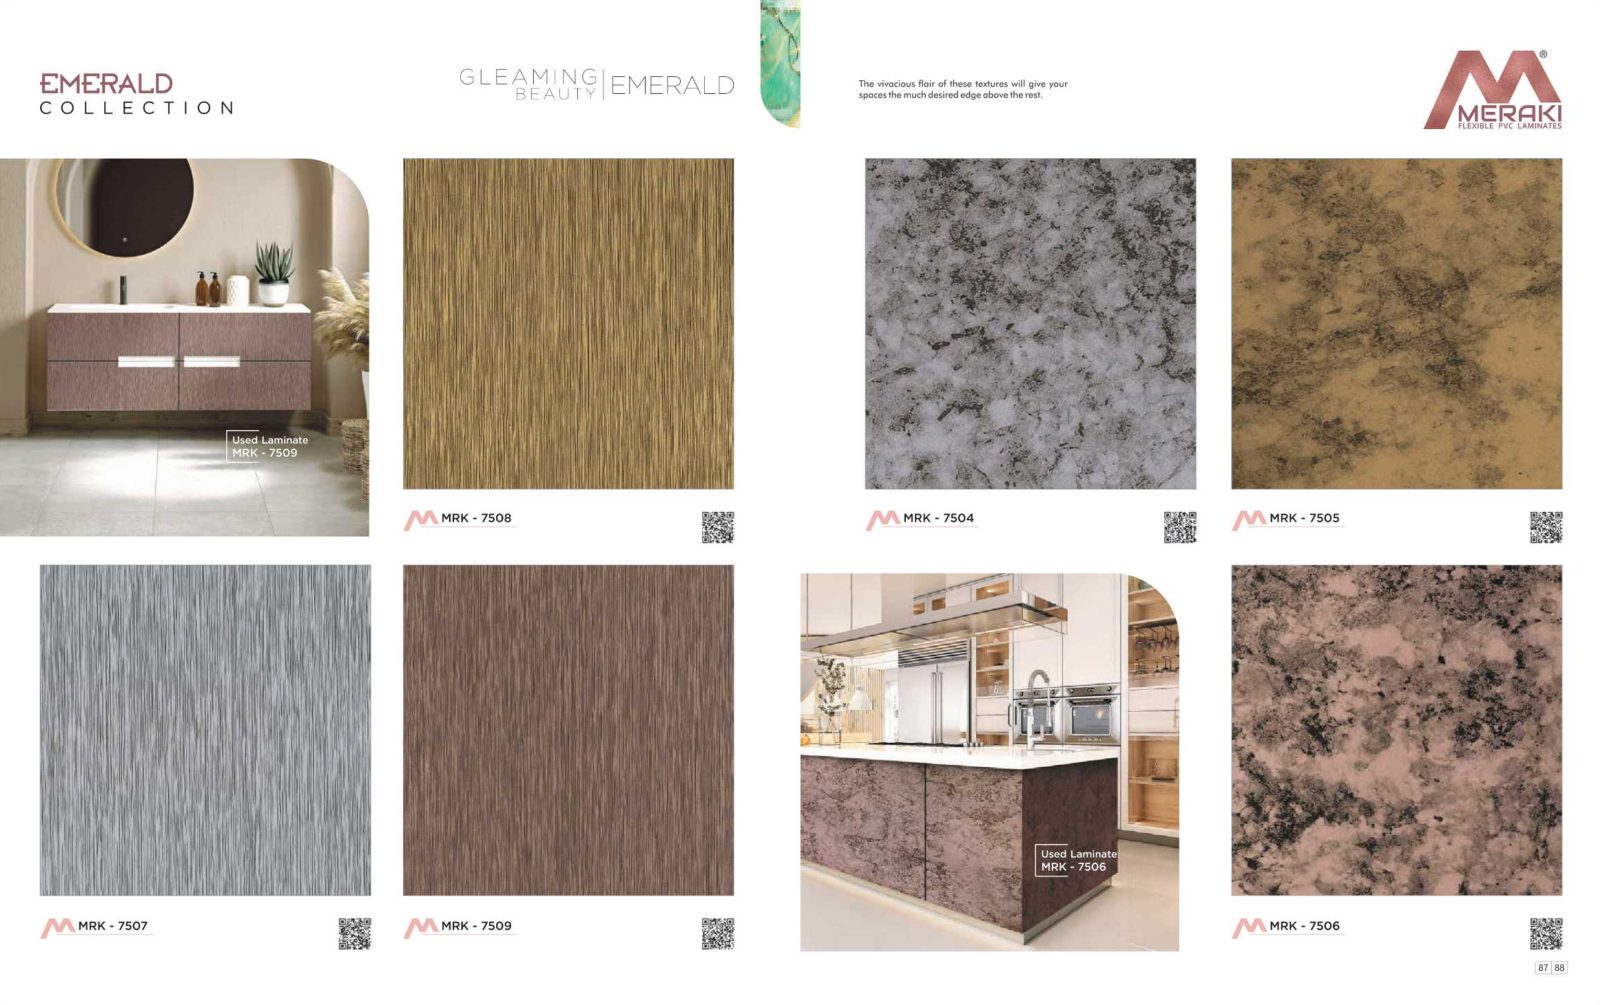 EMERALD
COLLECTION
GLEAMING
BEAUTY
EMERALD
The vivacious flair of these textures will give your
spaces the much desired edge above the rest.
®
MERAKI
FLEXIBLE PVC LAMINATES
Used Laminate
MRK - 7509
MRK - 7508
MRK - 7504
MRK - 7505
MRK - 7507
MRK - 7509
Used Laminate
MRK - 7506
MRK - 7506
87 88